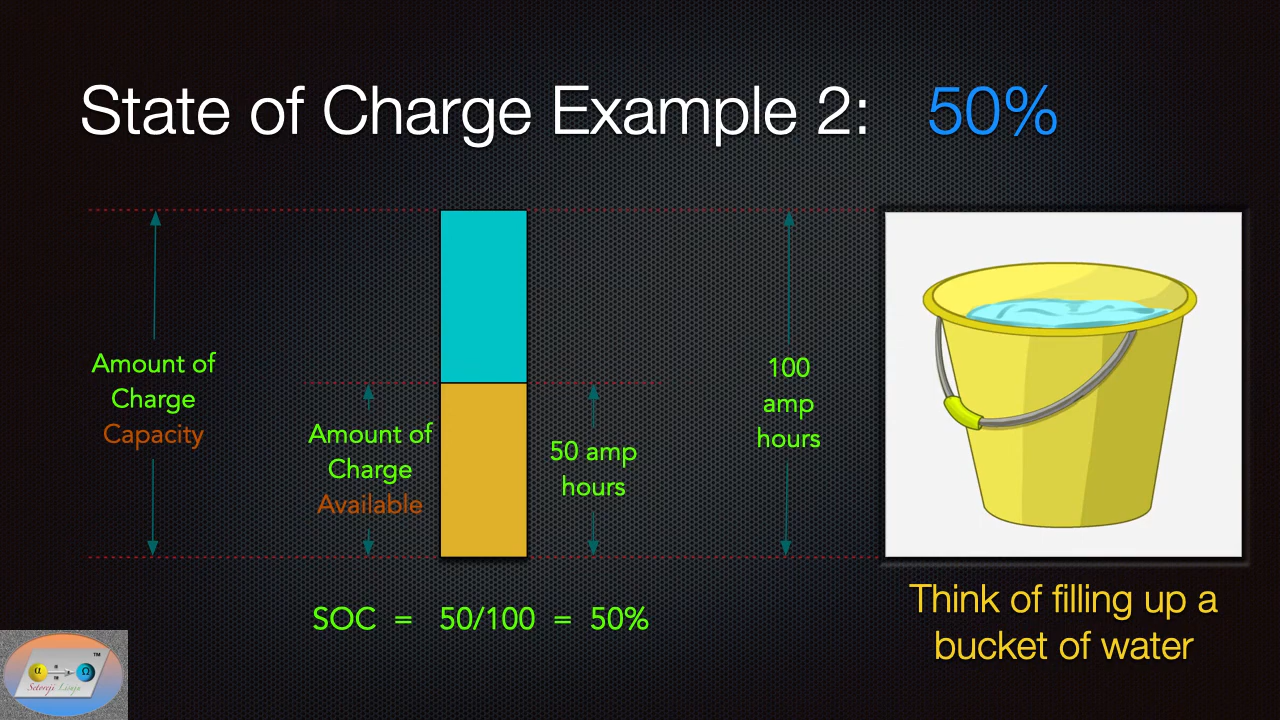 State of Charge Example 2: 50%
Amount of
Charge
Capacity
Amount of
Charge
Available
50 amp
hours
100
amp
hours
SOC = 50/100 = 50%
Think of filling up a
bucket of water
TM
α
Ω